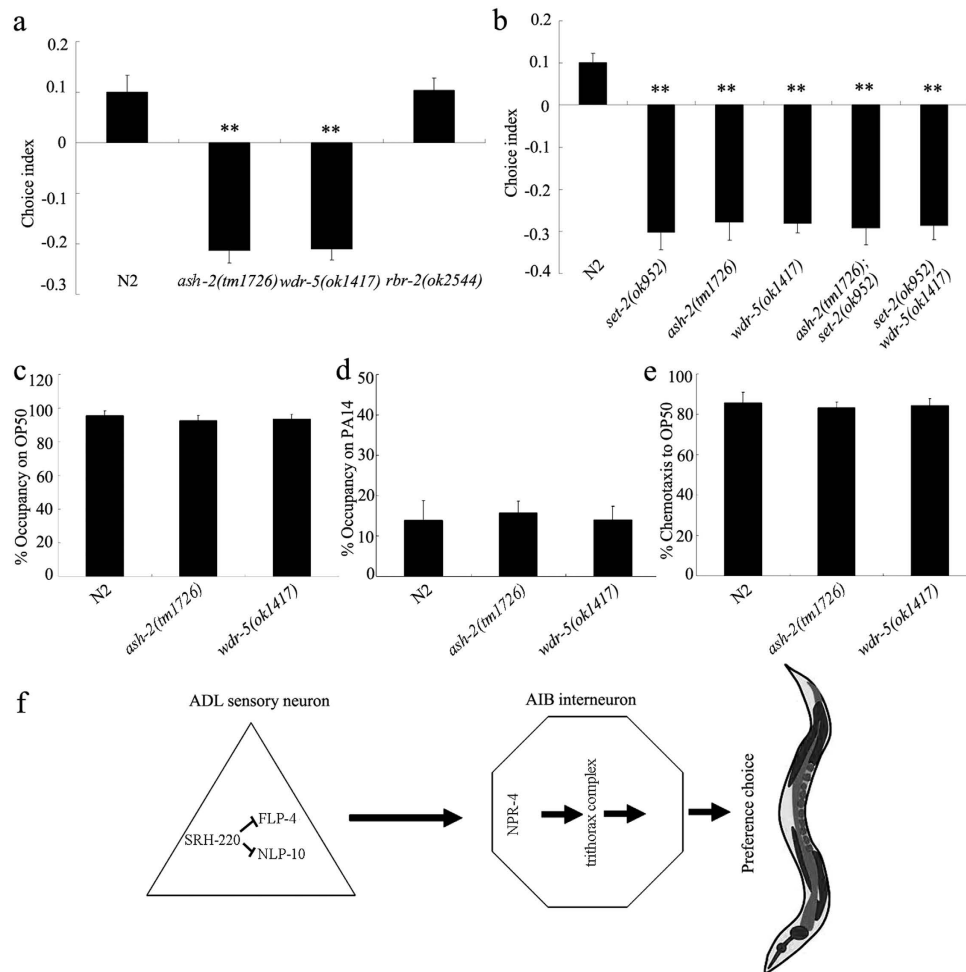 a
0.2
0.1
0
-0.1
-0.2
-0.3
Choice index
**
**
N2
ash-2(tm1726)
wdr-5(ok1417)
rbr-2(ok2544)
b
0.2
0.1
0
-0.1
-0.2
-0.3
-0.4
Choice index
**
**
**
**
**
N2
set-2(ok952)
ash-2(tm1726)
wdr-5(ok1417)
ash-2(tm1726);
set-2(ok952)
set-2(ok952)
wdr-5(ok1417)
c
120
100
80
60
40
20
0
% Occupancy on OP50
N2
ash-2(tm1726)
wdr-5(ok1417)
d
50
40
30
20
10
0
% Occupancy on PA14
N2
ash-2(tm1726)
wdr-5(ok1417)
e
100
80
60
40
20
0
% Chemotaxis to OP50
N2
ash-2(tm1726)
wdr-5(ok1417)
f
ADL sensory neuron
SRH-220
FLP-4
NLP-10
AIB interneuron
NPR-4
trithorax complex
Preference choice